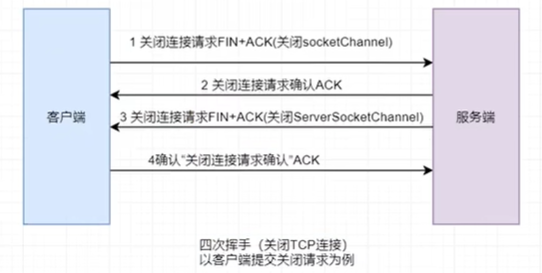 1 关闭连接请求FIN+ACK(关闭socketChannel)
2 关闭连接请求确认ACK
客户端
3 关闭连接请求FIN+ACK(关闭ServerSocketChannel)
服务端
4确认"关闭连接请求确认"ACK
四次挥手（关闭TCP连接）
以客户端提交关闭请求为例